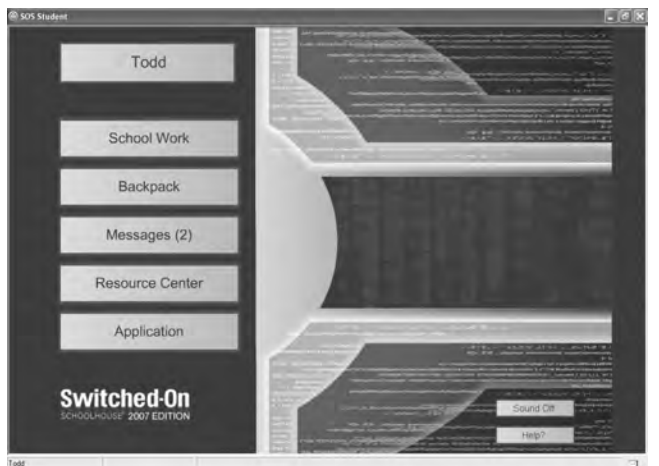 SOS Student
Todd
School Work
Backpack
Messages (2)
Resource Center
Application
Switched-On
SCHOOLHOUSE® 2007 EDITION
Sound Off
Help?
Todd